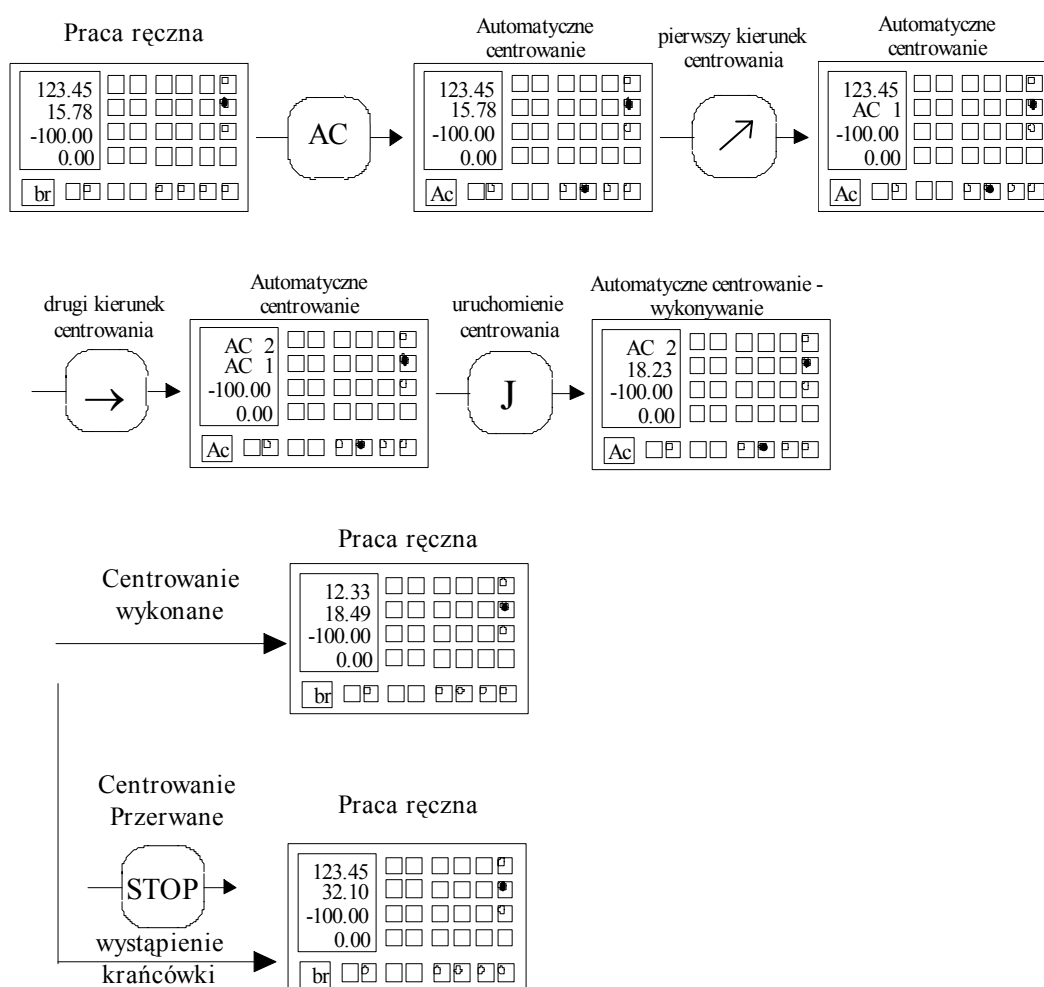 Praca ręczna
123.45
15.78
-100.00
0.00
br
AC
Automatyczne
centrowanie
123.45
15.78
-100.00
0.00
Ac
pierwszy kierunek
centrowania
Automatyczne
centrowanie
123.45
AC 1
-100.00
0.00
Ac
drugi kierunek
centrowania
Automatyczne
centrowanie
AC 2
AC 1
-100.00
0.00
Ac
uruchomienie
centrowania
J
Automatyczne centrowanie -
wykonywanie
AC 2
18.23
-100.00
0.00
Ac
Centrowanie
wykonane
Praca ręczna
12.33
18.49
-100.00
0.00
br
Centrowanie
Przerwane
STOP
wystąpienie
krańcówki
Praca ręczna
123.45
32.10
-100.00
0.00
br